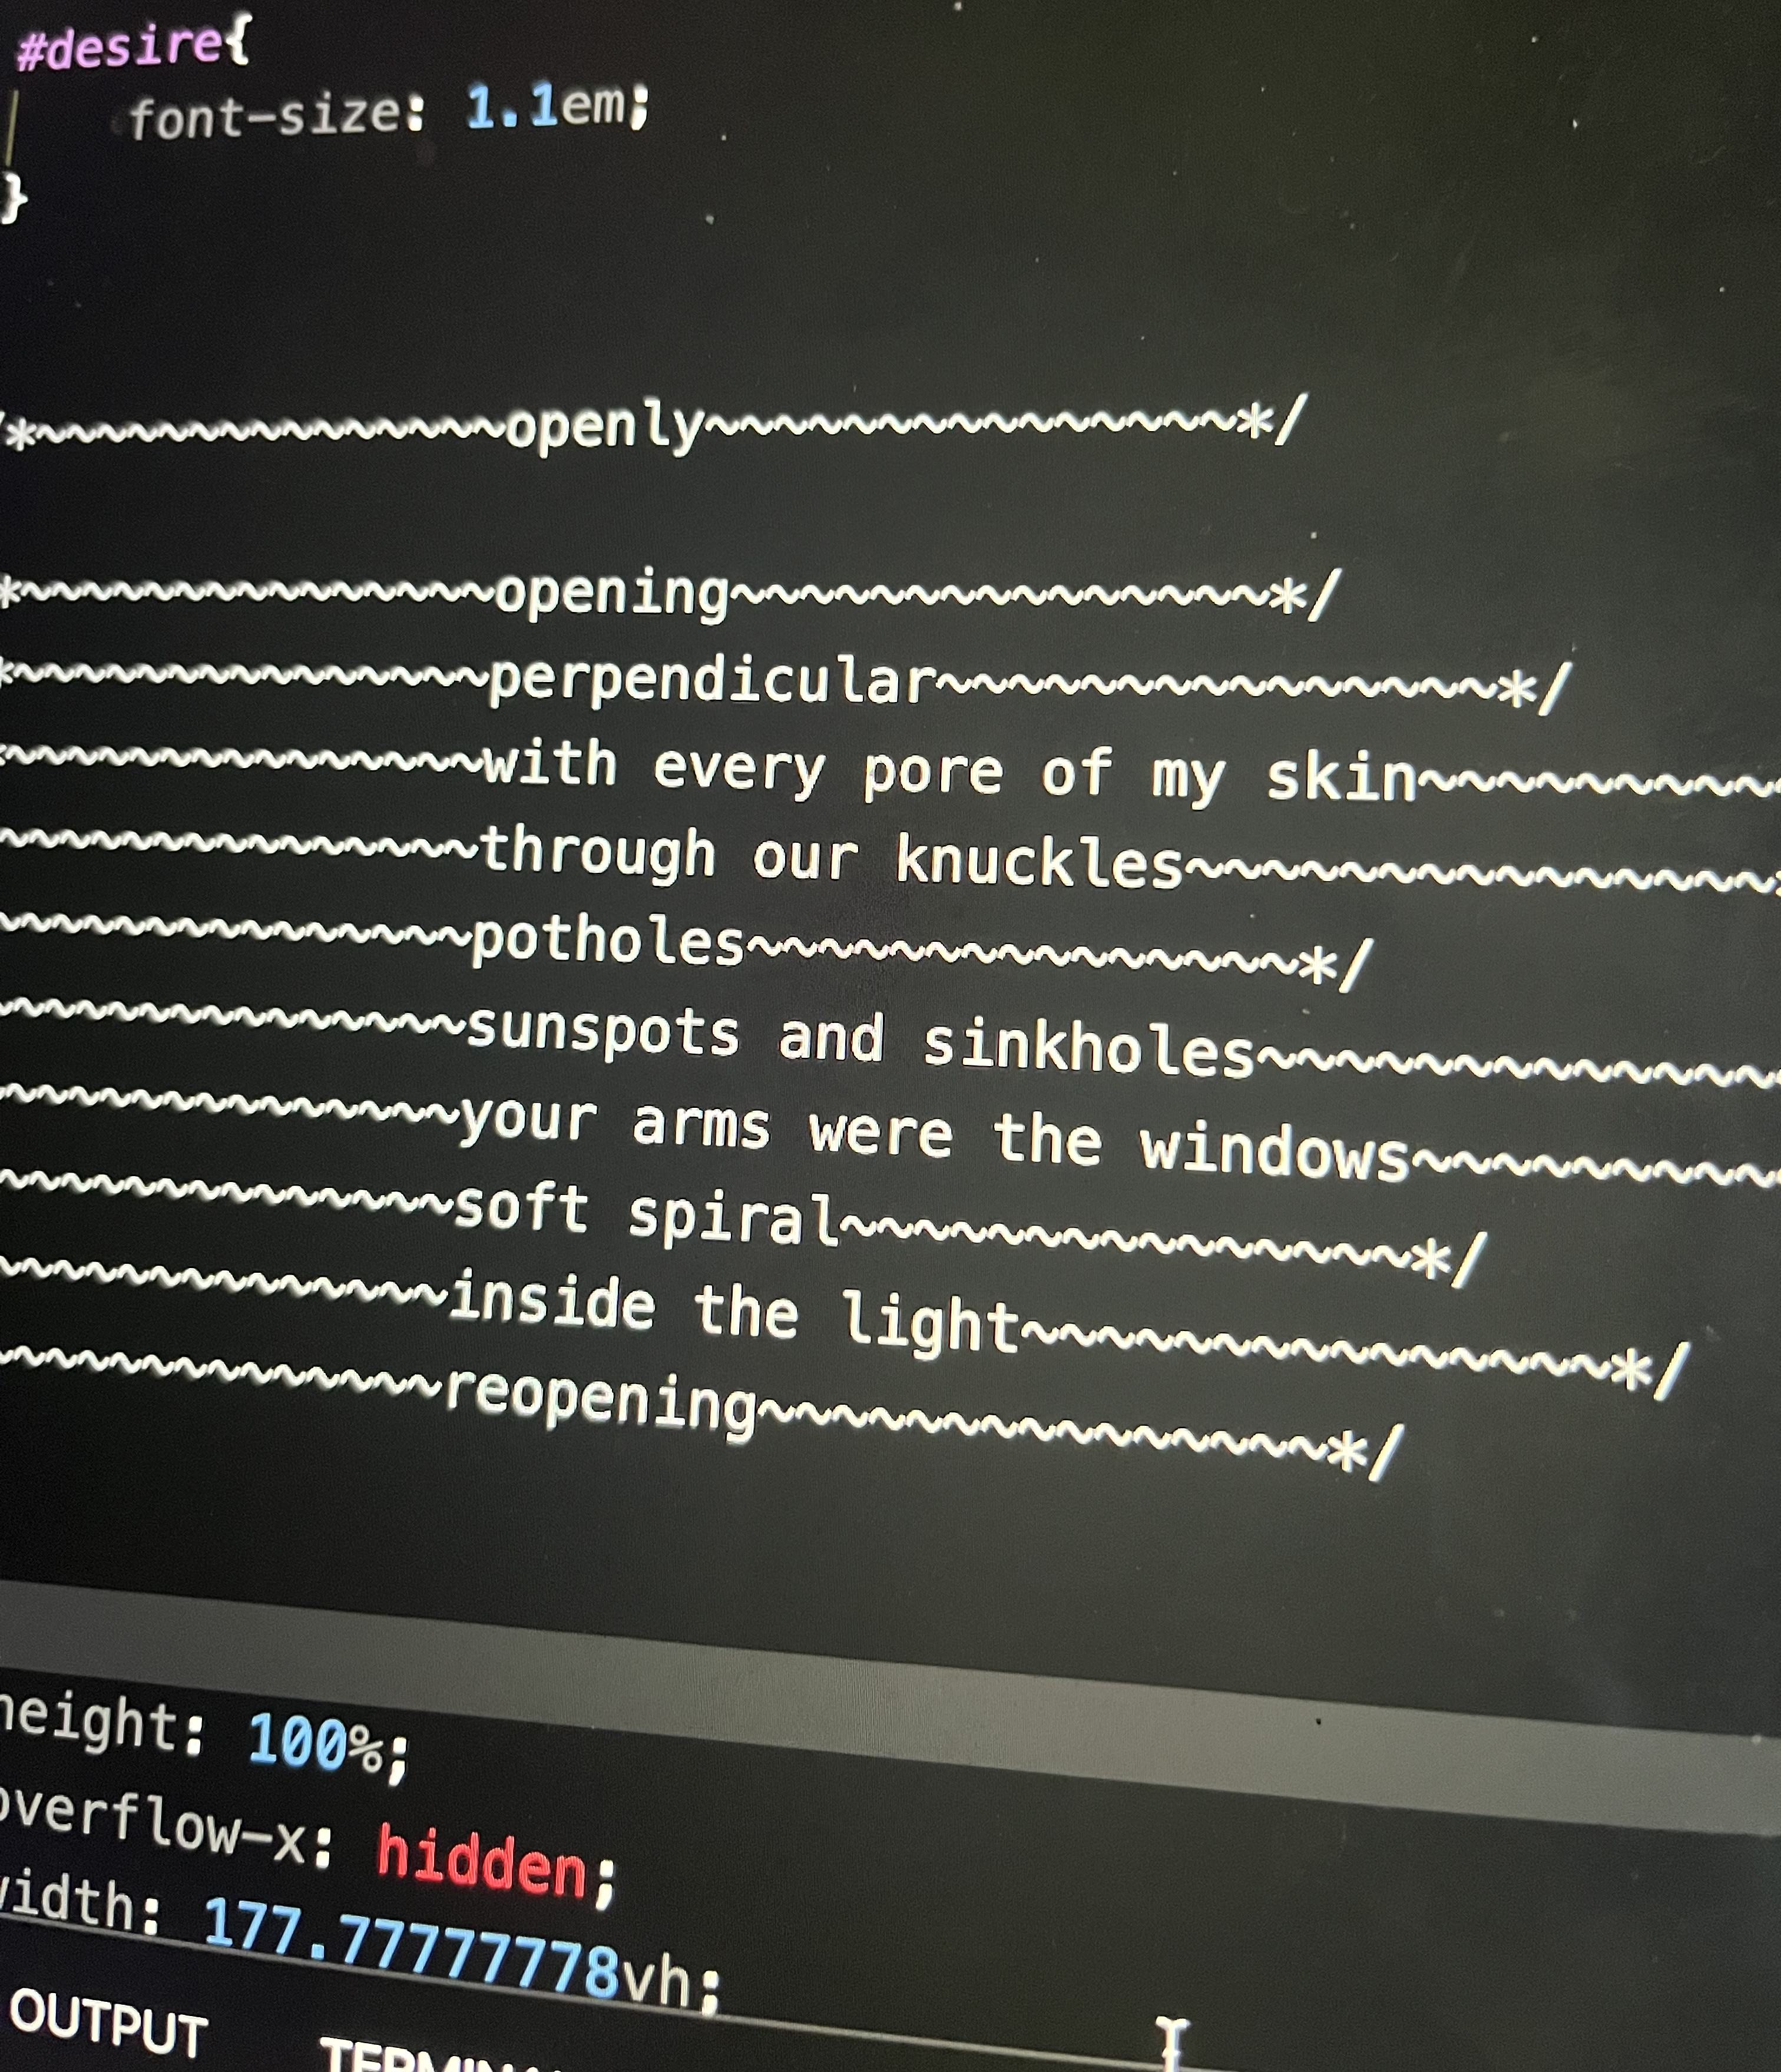 #desire{
font-size: 1.1em;
}
/*~~~~~~~~~~~~~~~openly~~~~~~~~~~~~~~~*/
*~~~~~~~~~~~~~~~opening~~~~~~~~~~~~~~~*/
*~~~~~~~~~~~~~~~perpendicular~~~~~~~~~~~~~~~*/
~~~~~~~~~~~~~~~with every pore of my skin~~~~~~~~~~
~~~~~~~~~~~~~~~through our knuckles~~~~~~~~~~~~~~~
~~~~~~~~~~~~~~~potholes~~~~~~~~~~~~~~~*/
~~~~~~~~~~~~~~~sunspots and sinkholes~~~~~~~~~~~~~~
~~~~~~~~~~~~~~~your arms were the windows~~~~~~~~~~
~~~~~~~~~~~~~~~soft spiral~~~~~~~~~~~~~~~*/
~~~~~~~~~~~~~~~inside the light~~~~~~~~~~~~~~~*/
~~~~~~~~~~~~~~~reopening~~~~~~~~~~~~~~~*/
height: 100%;
overflow-x: hidden;
width: 177.77777778vh;
OUTPUT TERMINAL